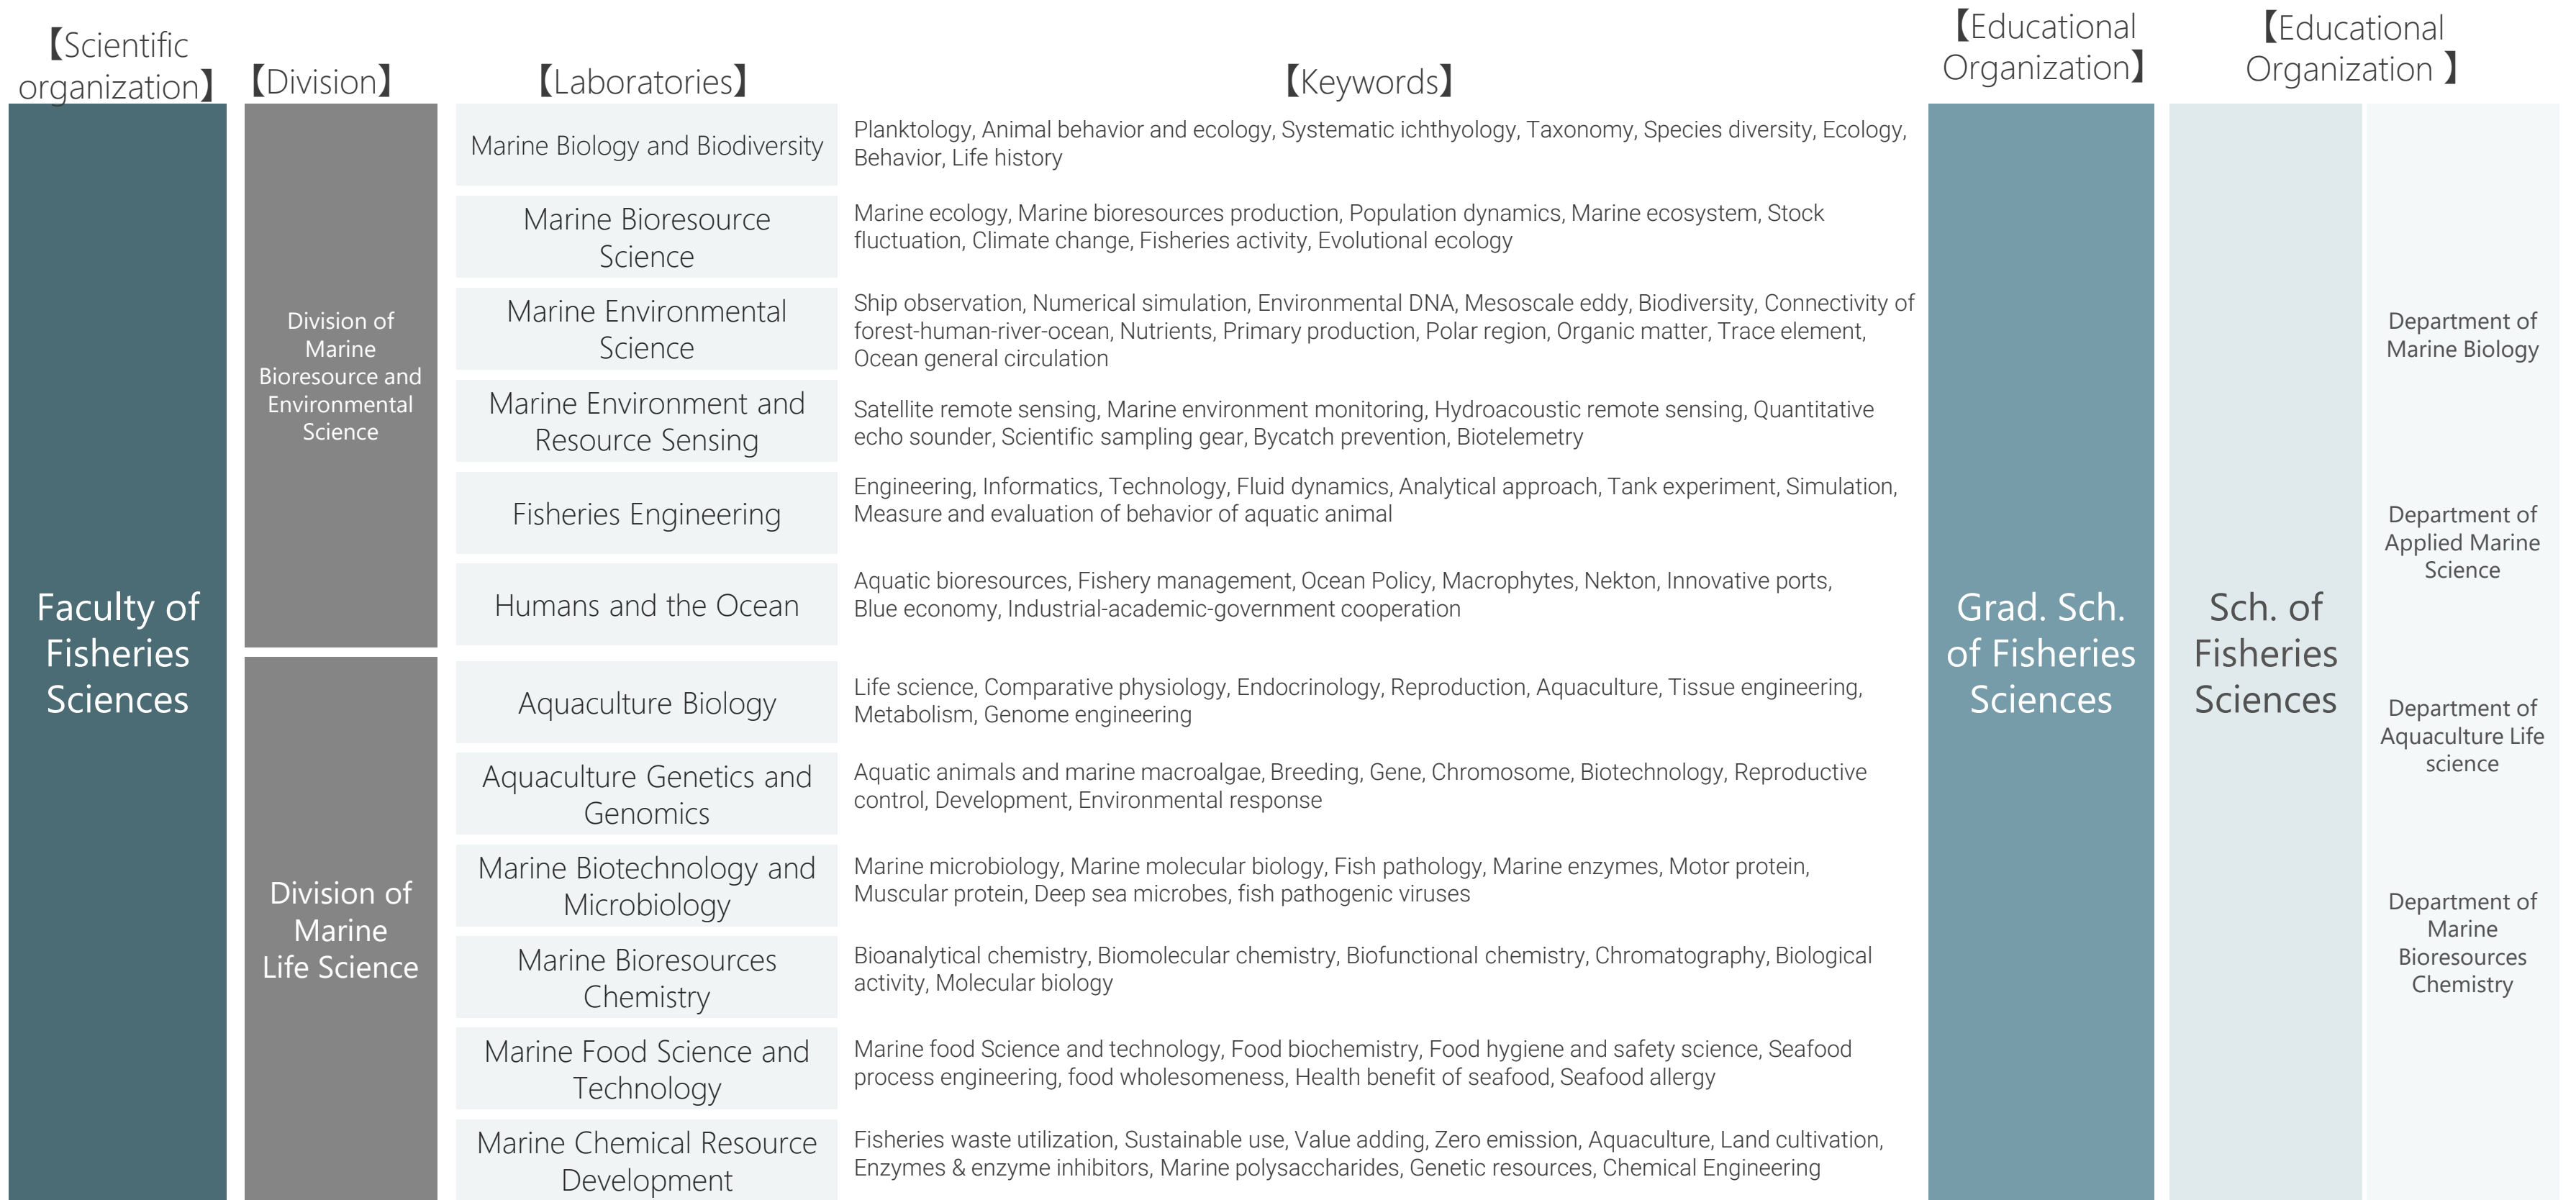 【Scientific
organization】
【Division】
【Laboratories】
【Keywords】
【Educational
Organization】
【Educational
Organization 】
Faculty of
Fisheries
Sciences
Division of
Marine
Bioresource and
Environmental
Science
Marine Biology and Biodiversity
Planktology, Animal behavior and ecology, Systematic ichthyology, Taxonomy, Species diversity, Ecology,
Behavior, Life history
Marine Bioresource
Science
Marine ecology, Marine bioresources production, Population dynamics, Marine ecosystem, Stock
fluctuation, Climate change, Fisheries activity, Evolutional ecology
Marine Environmental
Science
Ship observation, Numerical simulation, Environmental DNA, Mesoscale eddy, Biodiversity, Connectivity of
forest-human-river-ocean, Nutrients, Primary production, Polar region, Organic matter, Trace element,
Ocean general circulation
Marine Environment and
Resource Sensing
Satellite remote sensing, Marine environment monitoring, Hydroacoustic remote sensing, Quantitative
echo sounder, Scientific sampling gear, Bycatch prevention, Biotelemetry
Fisheries Engineering
Engineering, Informatics, Technology, Fluid dynamics, Analytical approach, Tank experiment, Simulation,
Measure and evaluation of behavior of aquatic animal
Humans and the Ocean
Aquatic bioresources, Fishery management, Ocean Policy, Macrophytes, Nekton, Innovative ports,
Blue economy, Industrial-academic-government cooperation
Division of
Marine
Life Science
Aquaculture Biology
Life science, Comparative physiology, Endocrinology, Reproduction, Aquaculture, Tissue engineering,
Metabolism, Genome engineering
Aquaculture Genetics and
Genomics
Aquatic animals and marine macroalgae, Breeding, Gene, Chromosome, Biotechnology, Reproductive
control, Development, Environmental response
Marine Biotechnology and
Microbiology
Marine microbiology, Marine molecular biology, Fish pathology, Marine enzymes, Motor protein,
Muscular protein, Deep sea microbes, fish pathogenic viruses
Marine Bioresources
Chemistry
Bioanalytical chemistry, Biomolecular chemistry, Biofunctional chemistry, Chromatography, Biological
activity, Molecular biology
Marine Food Science and
Technology
Marine food Science and technology, Food biochemistry, Food hygiene and safety science, Seafood
process engineering, food wholesomeness, Health benefit of seafood, Seafood allergy
Marine Chemical Resource
Development
Fisheries waste utilization, Sustainable use, Value adding, Zero emission, Aquaculture, Land cultivation,
Enzymes & enzyme inhibitors, Marine polysaccharides, Genetic resources, Chemical Engineering
Grad. Sch.
of Fisheries
Sciences
Sch. of
Fisheries
Sciences
Department of
Marine Biology
Department of
Applied Marine
Science
Department of
Aquaculture Life
science
Department of
Marine
Bioresources
Chemistry